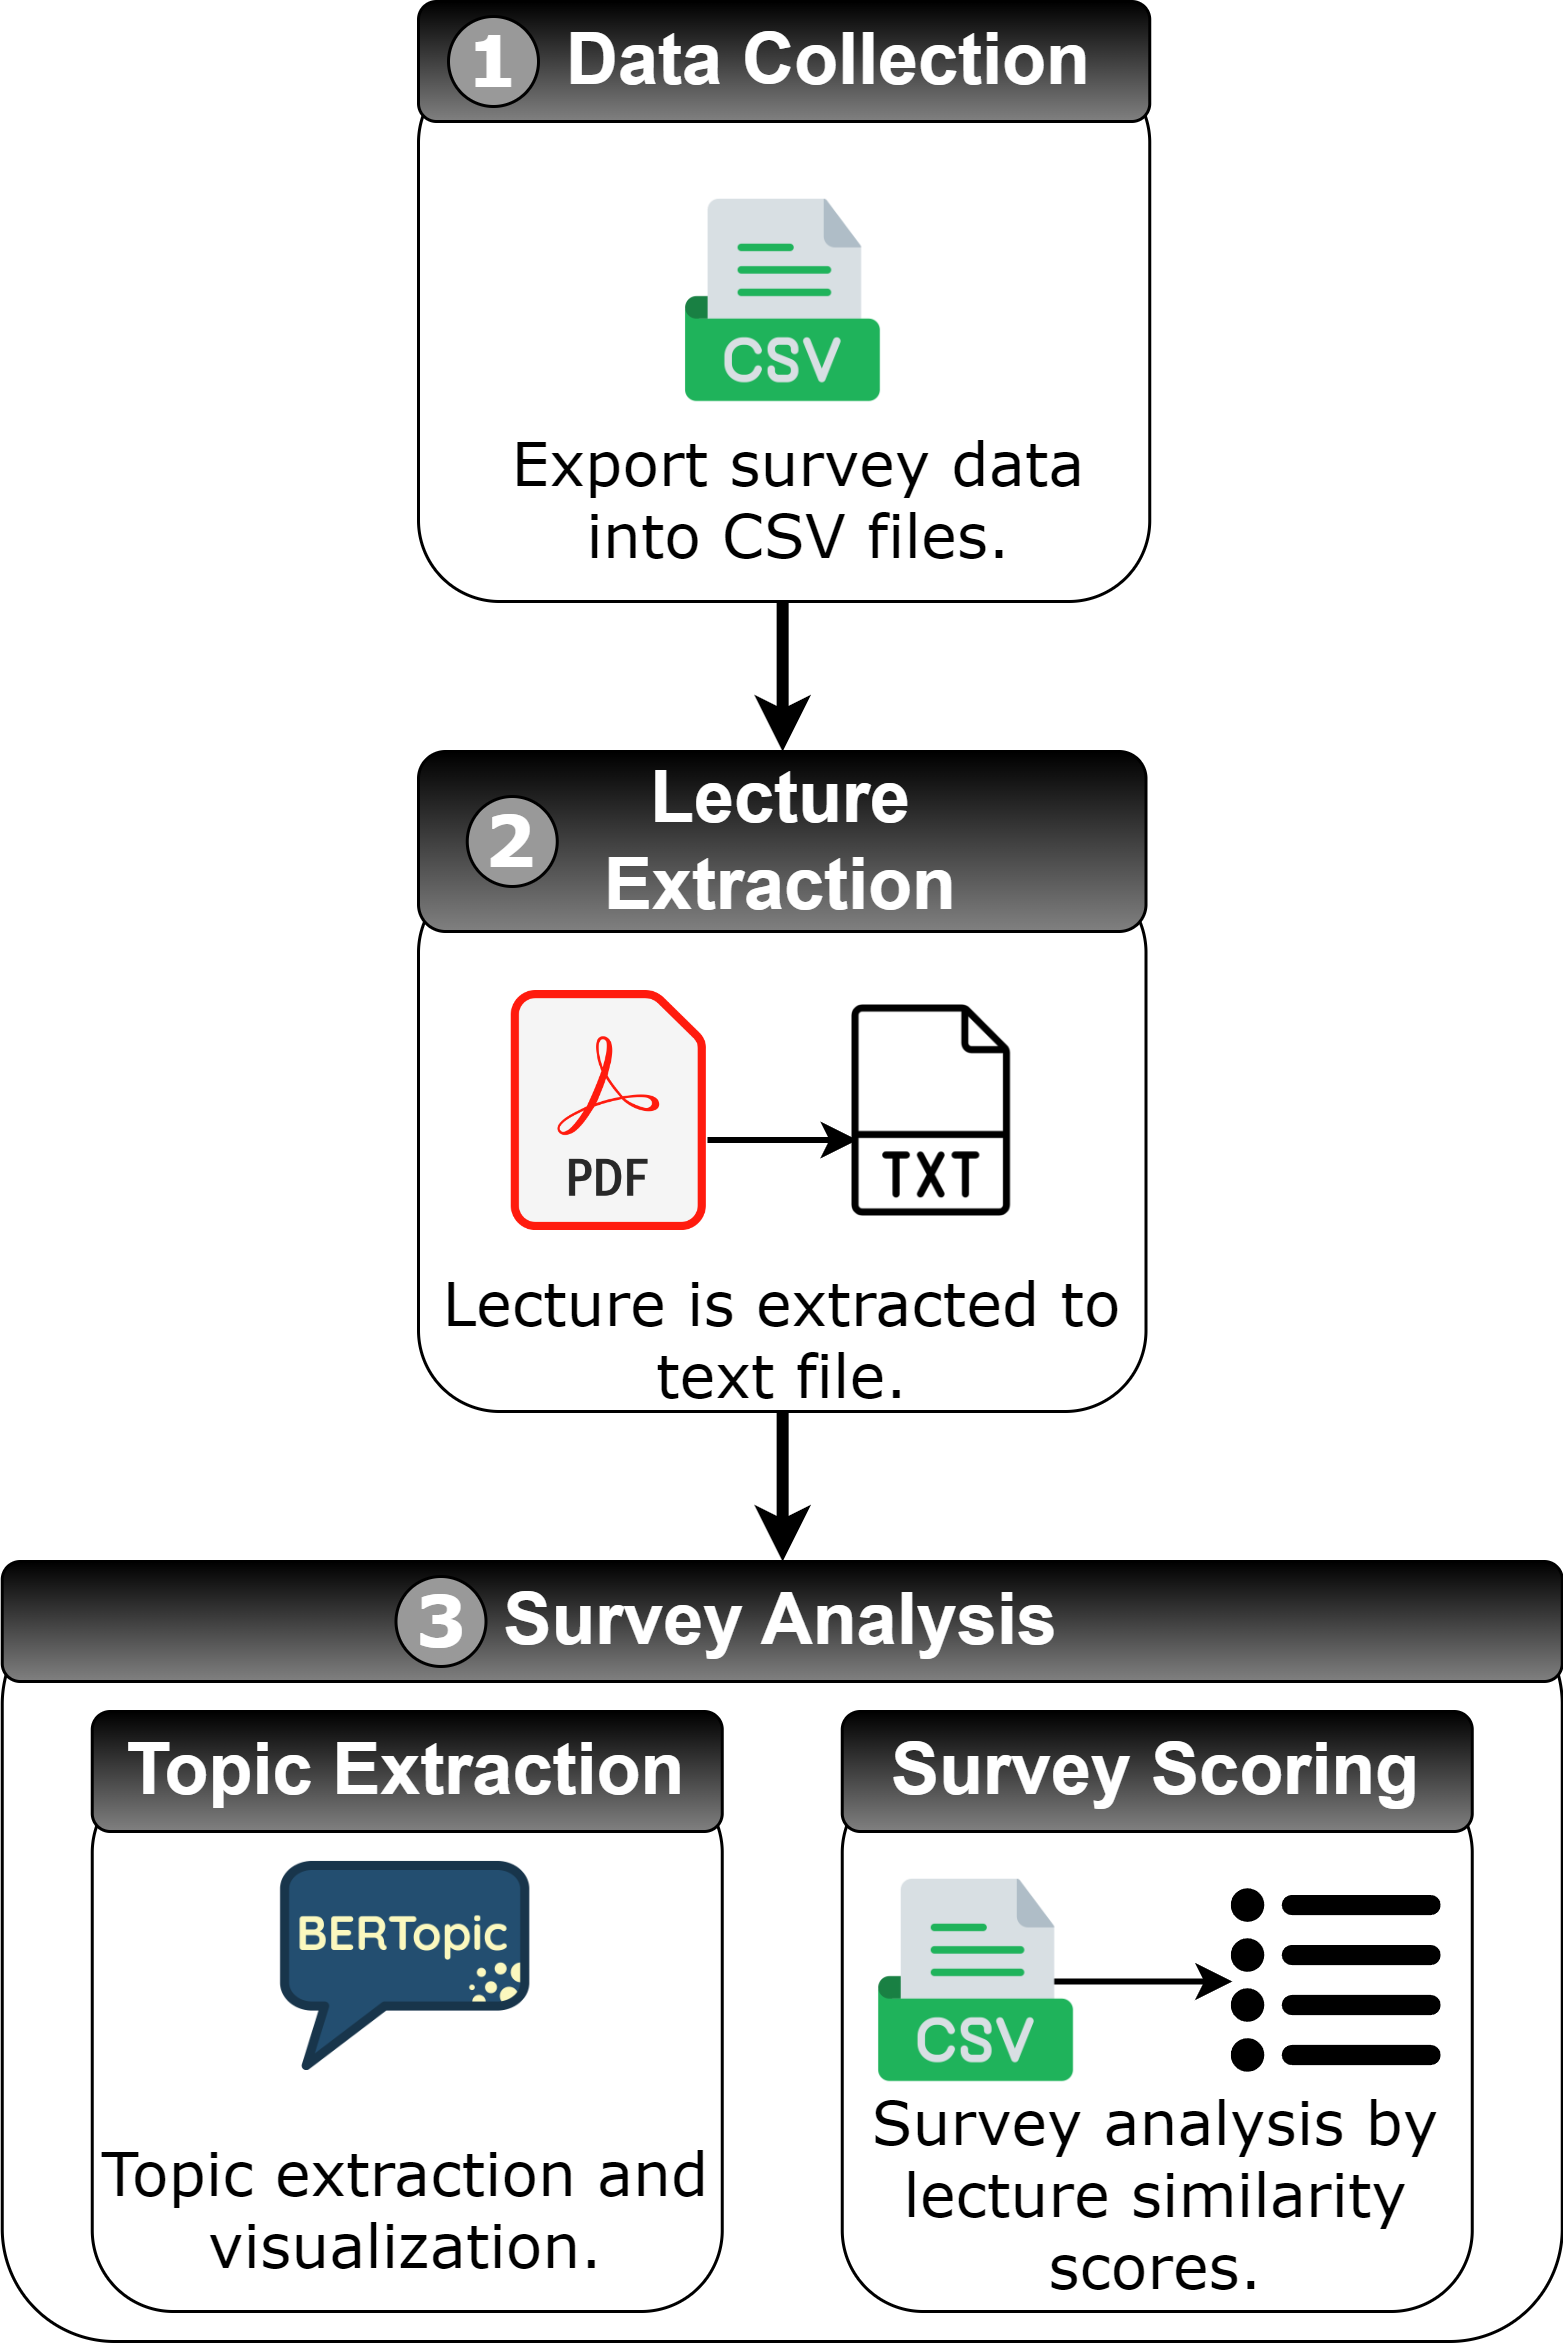 1 Data Collection
CSV
Export survey data
into CSV files.
2 Lecture
Extraction
PDF
TXT
Lecture is extracted to
text file.
3 Survey Analysis
Topic Extraction
BERTopic
Topic extraction and
visualization.
Survey Scoring
CSV
Survey analysis by
lecture similarity
scores.